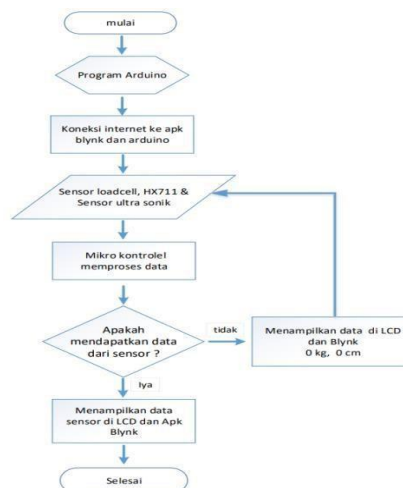 mulai
Program Arduino
Koneksi internet ke apk
blynk dan arduino
Sensor loadcell, HX711 &
Sensor ultra sonik
Mikro kontrolel
memproses data
Apakah
mendapatkan data
dari sensor ?
tidak
Menampilkan data  di LCD
dan Blynk
0 kg,  0 cm
Iya
Menampilkan data
sensor di LCD dan Apk
Blynk
Selesai